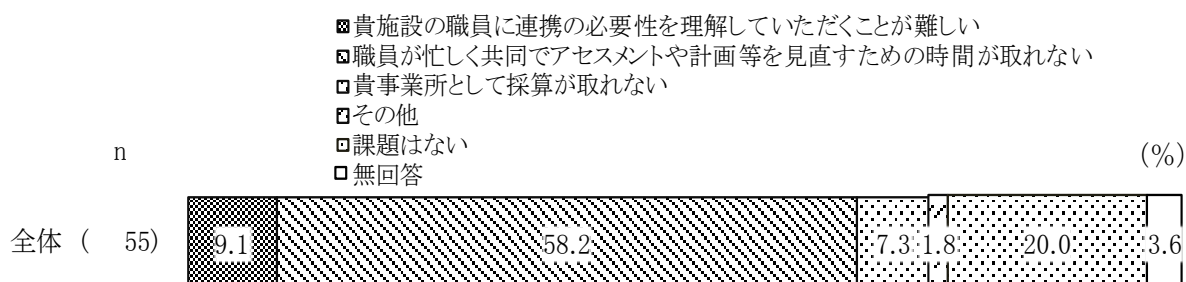 貴施設の職員に連携の必要性を理解していただくことが難しい
職員が忙しく共同でアセスメントや計画等を見直すための時間が取れない
貴事業所として採算が取れない
その他
課題はない
無回答
n
(%)
全体 ( 55)
9.1
58.2
7.3
1.8
20.0
3.6